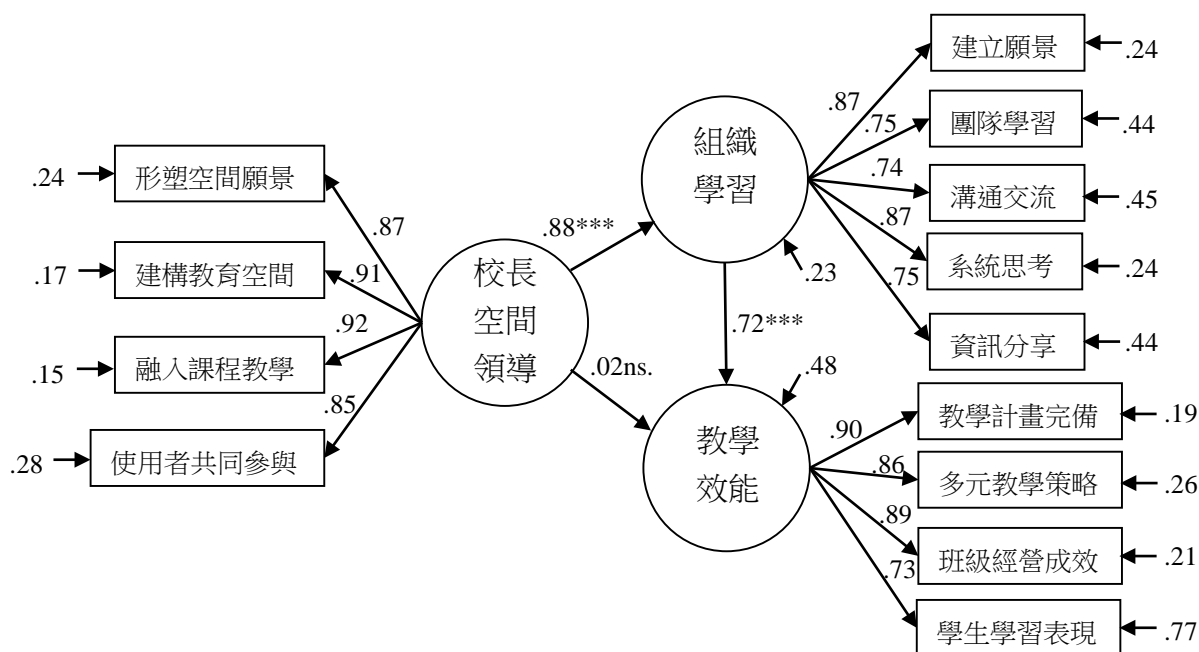 建立願景
.24
.87
團隊學習
.44
.75
組織
學習
溝通交流
.45
.74
系統思考
.24
.87
資訊分享
.44
.75
.23
形塑空間願景
.24
.87
建構教育空間
.17
.91
融入課程教學
.15
.92
使用者共同參與
.28
.85
校長
空間
領導
.88***
.72***
.02ns.
.48
教學
效能
教學計畫完備
.19
.90
多元教學策略
.26
.86
班級經營成效
.21
.89
學生學習表現
.77
.73